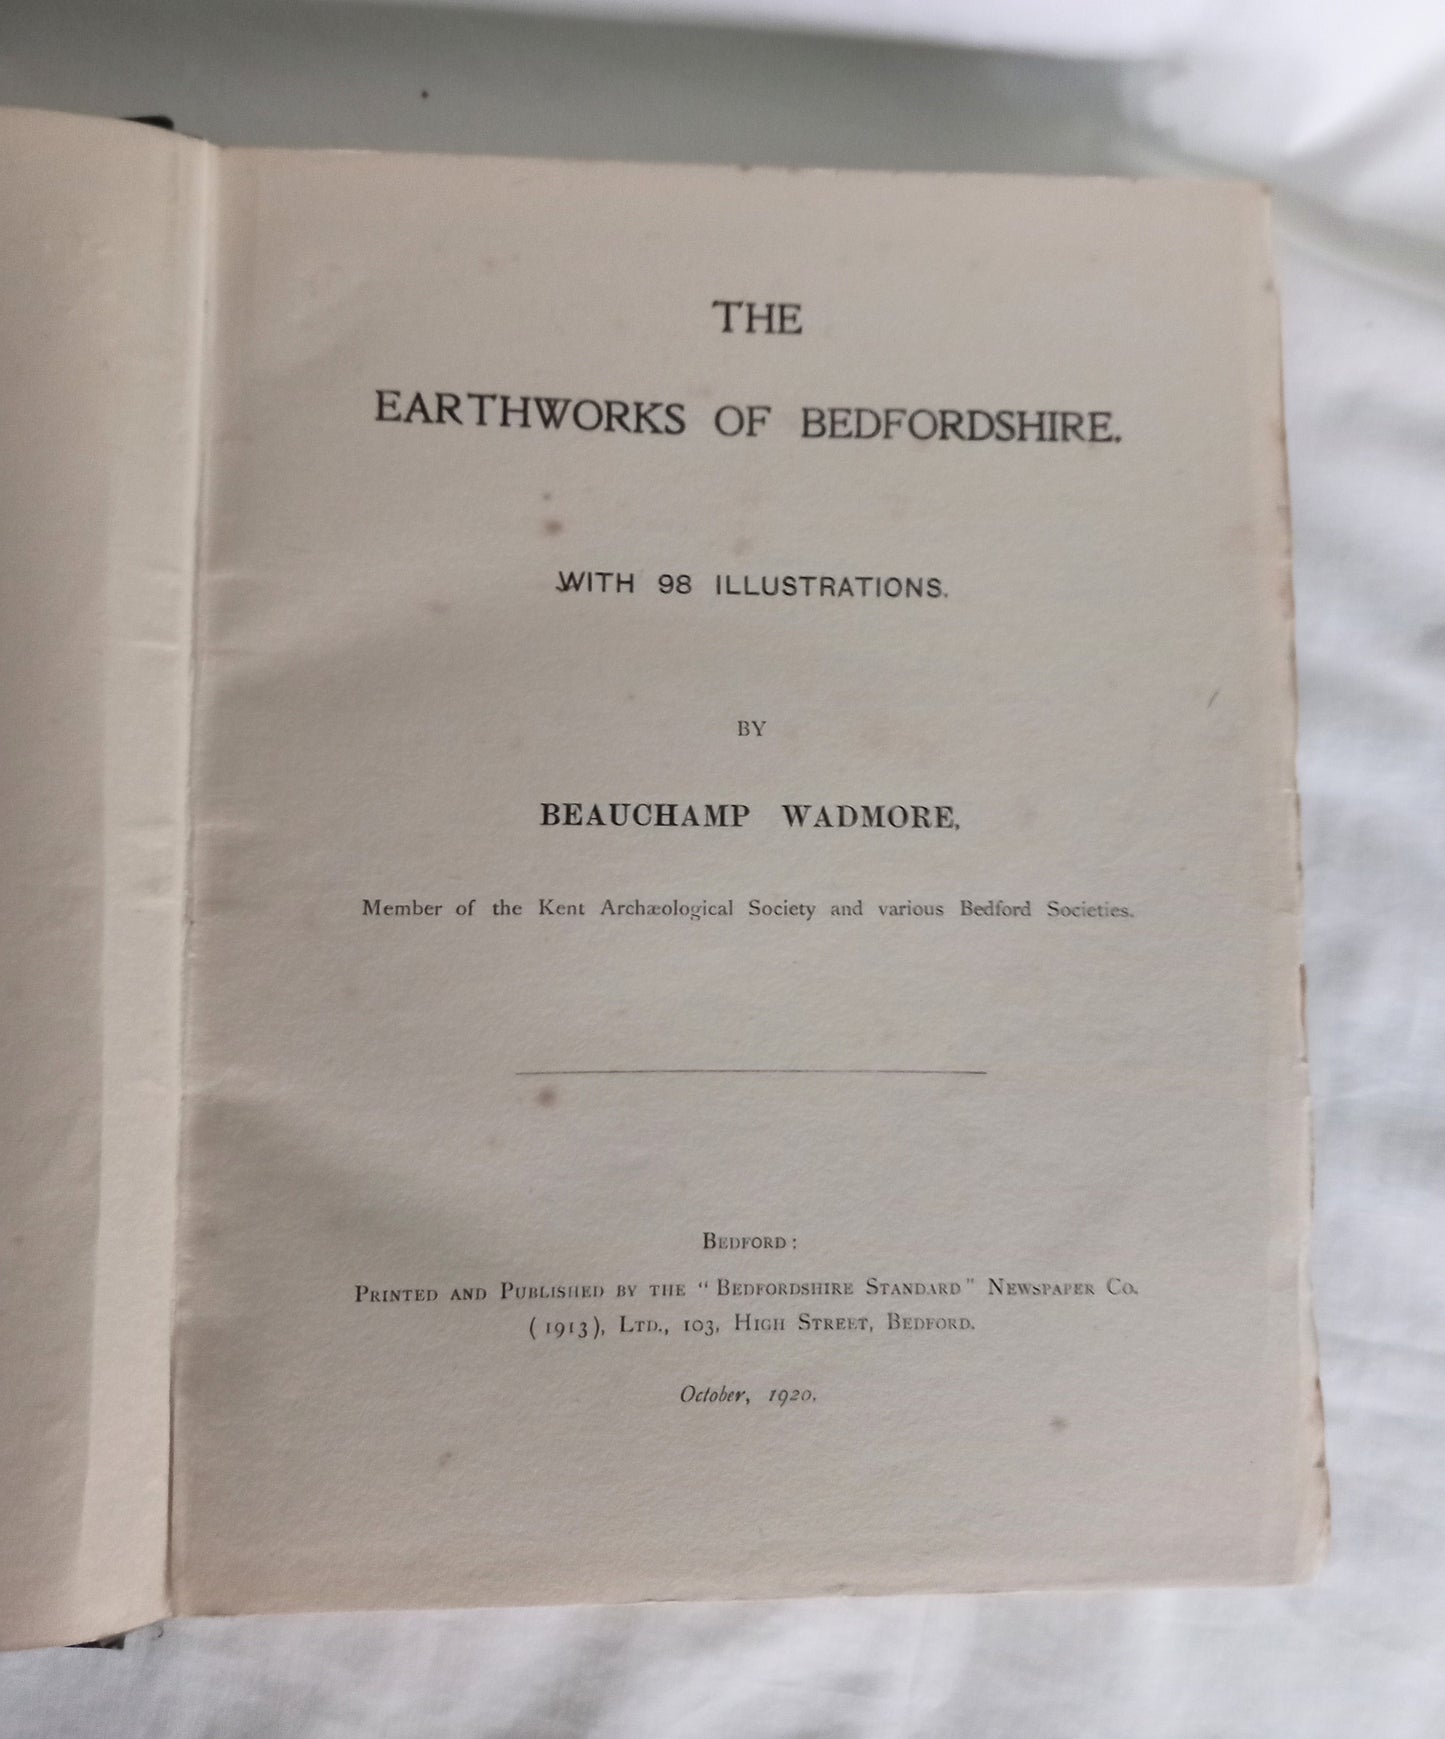 THE
EARTHWORKS OF BEDFORDSHIRE.
WITH 98 ILLUSTRATIONS.
BY
BEAUCHAMP WADMORE,
Member of the Kent Archæological Society and various Bedford Societies.
BEDFORD:
PRINTED AND PUBLISHED BY THE "BEDFORDSHIRE STANDARD" NEWSPAPER CO.
(1913), LTD., 103, HIGH STREET, BEDFORD.
October, 1920.